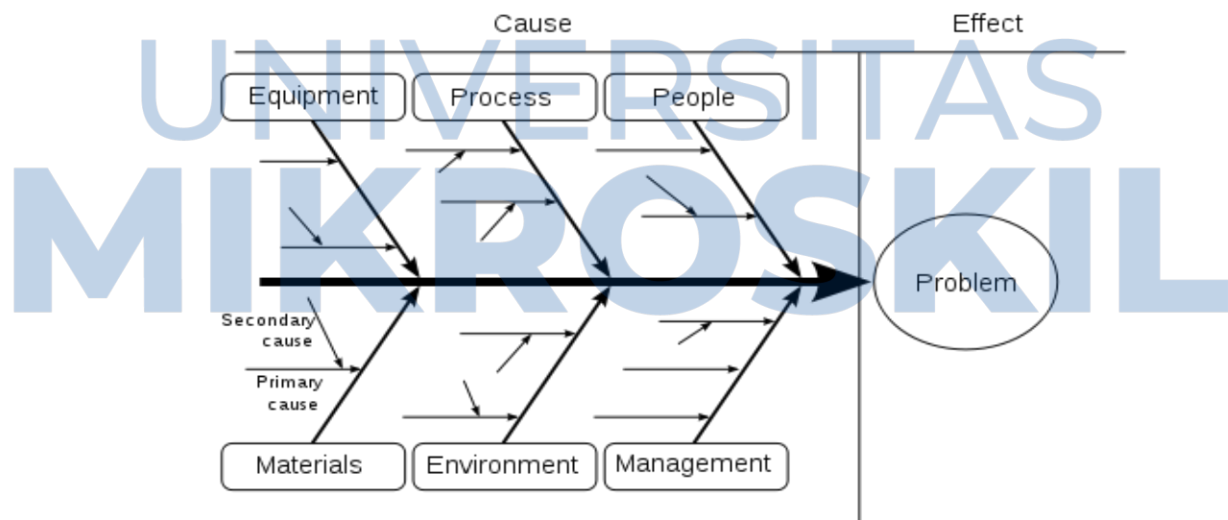 Cause
Effect
UNIVERSITAS
Equipment
Process
People
MIKROSKIL
Problem
Secondary
cause
Primary
cause
Materials
Environment
Management